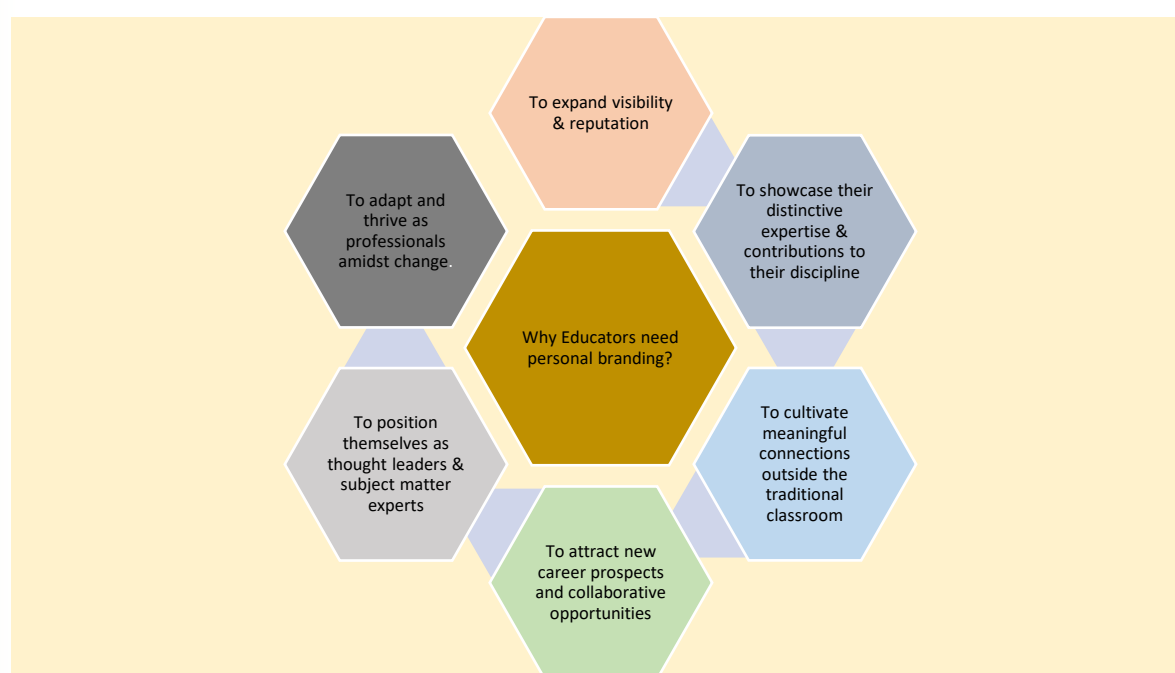 To expand visibility
& reputation
To showcase their
distinctive
expertise &
contributions to
their discipline
To cultivate
meaningful
connections
outside the
traditional
classroom
To attract new
career prospects
and collaborative
opportunities
To position
themselves as
thought leaders &
subject matter
experts
To adapt and
thrive as
professionals
amidst change.
Why Educators need
personal branding?